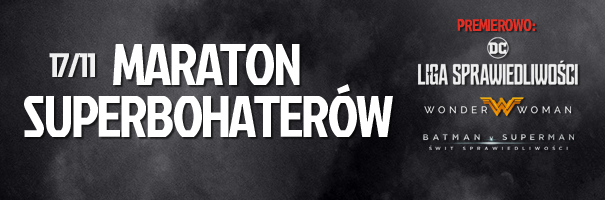 17/11 MARATON
SUPERBOHATERÓW
PREMIEROWO:
DC
LIGA SPRAWIEDLIWOŚCI
WONDER WOMAN
BATMAN v SUPERMAN
ŚWIT SPRAWIEDLIWOŚCI